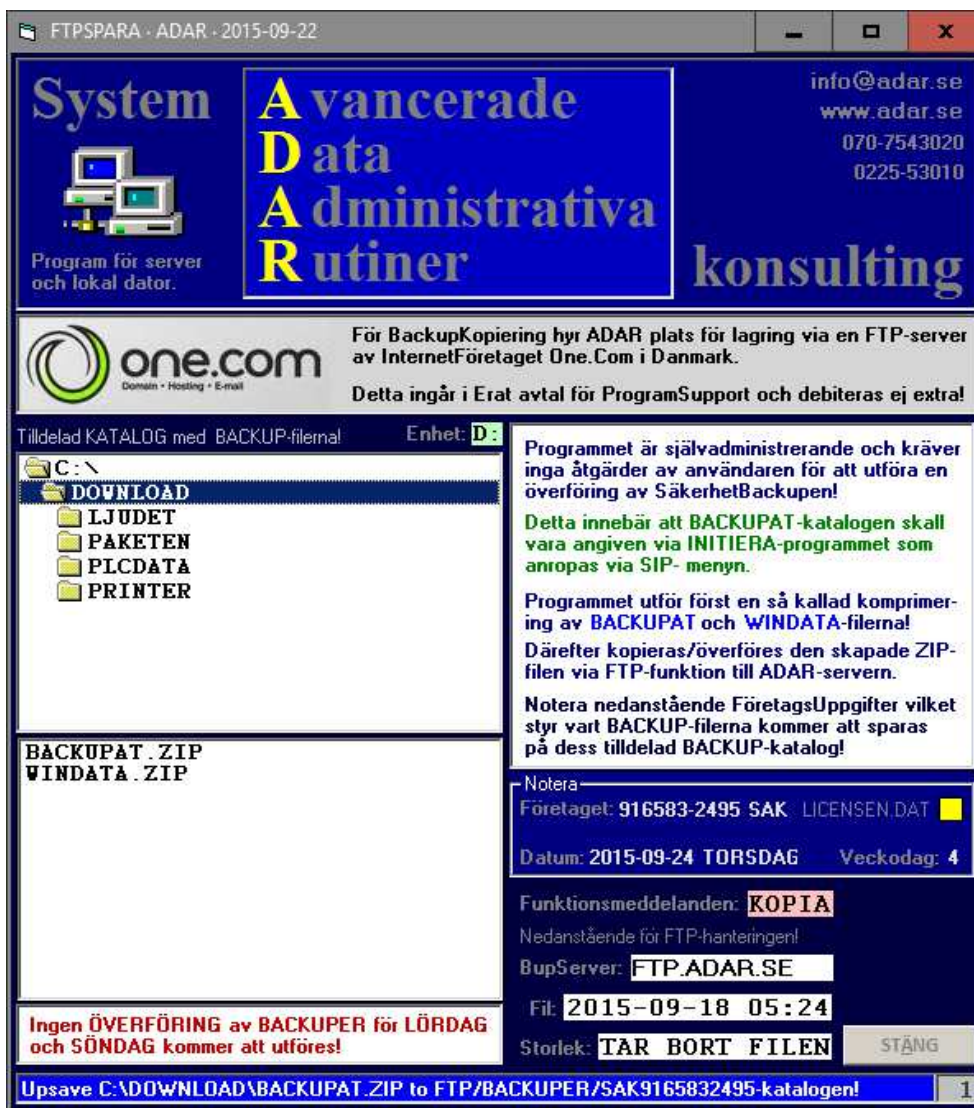 FTPSPARA - ADAR - 2015-09-22
System
Avancerade
Data
Administrativa
Rutiner
info@adar.se
www.adar.se
070-7543020
0225-53010
Program för server
och lokal dator.
konsulting
one.com
Domain • Hosting • E-mail
För BackupKopiering hyr ADAR plats för lagring via en FTP-server
av InternetFöretaget One.Com i Danmark.
Detta ingår i Erat avtal för ProgramSupport och debiteras ej extra!
Tilldelad KATALOG med BACKUP-filerna!
Enhet: D:
C:\
DOWNLOAD
LJUDET
PAKETEN
PLCDATA
PRINTER
BACKUPAT.ZIP
WINDATA.ZIP
Ingen ÖVERFÖRING av BACKUPER för LÖRDAG
och SÖNDAG kommer att utföres!
Programmet är självadministrerande och kräver
inga åtgärder av användaren för att utföra en
överföring av SäkerhetBackupen!
Detta innebär att BACKUPAT-katalogen skall
vara angiven via INITIERA-programmet som
anropas via SIP- menyn.
Programmet utför först en så kallad komprimer-
ing av BACKUPAT och WINDATA-filerna!
Därefter kopieras/överföres den skapade ZIP-
filen via FTP-funktion till ADAR-servern.
Notera nedanstående FöretagsUppgifter vilket
styr vart BACKUP-filerna kommer att sparas
på dess tilldelad BACKUP-katalog!
Notera
Företaget: 916583-2495 SAK LICENSEN.DAT
Datum: 2015-09-24 TORSDAG Veckodag: 4
Funktionsmeddelanden: KOPIA
Nedanstående för FTP-hanteringen!
BupServer: FTP.ADAR.SE
Fil: 2015-09-18 05:24
Storlek: TAR BORT FILEN
STÄNG
Upsave C:\DOWNLOAD\BACKUPAT.ZIP to FTP/BACKUPER/SAK9165832495-katalogen!
1